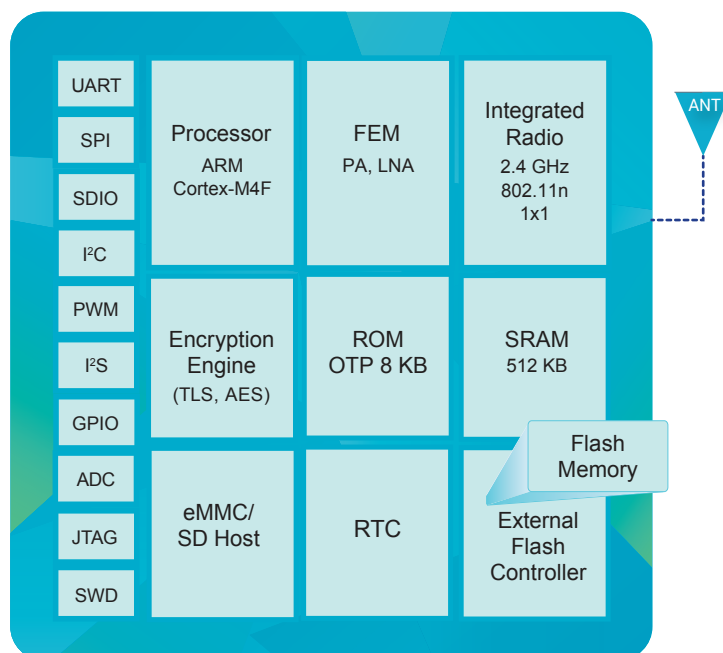 UART
SPI
SDIO
I²C
PWM
I²S
GPIO
ADC
JTAG
SWD
Processor
ARM
Cortex-M4F
FEM
PA, LNA
Integrated
Radio
2.4 GHz
802.11n
1x1
ANT
Encryption
Engine
(TLS, AES)
ROM
OTP 8 KB
SRAM
512 KB
Flash
Memory
eMMC/
SD Host
RTC
External
Flash
Controller